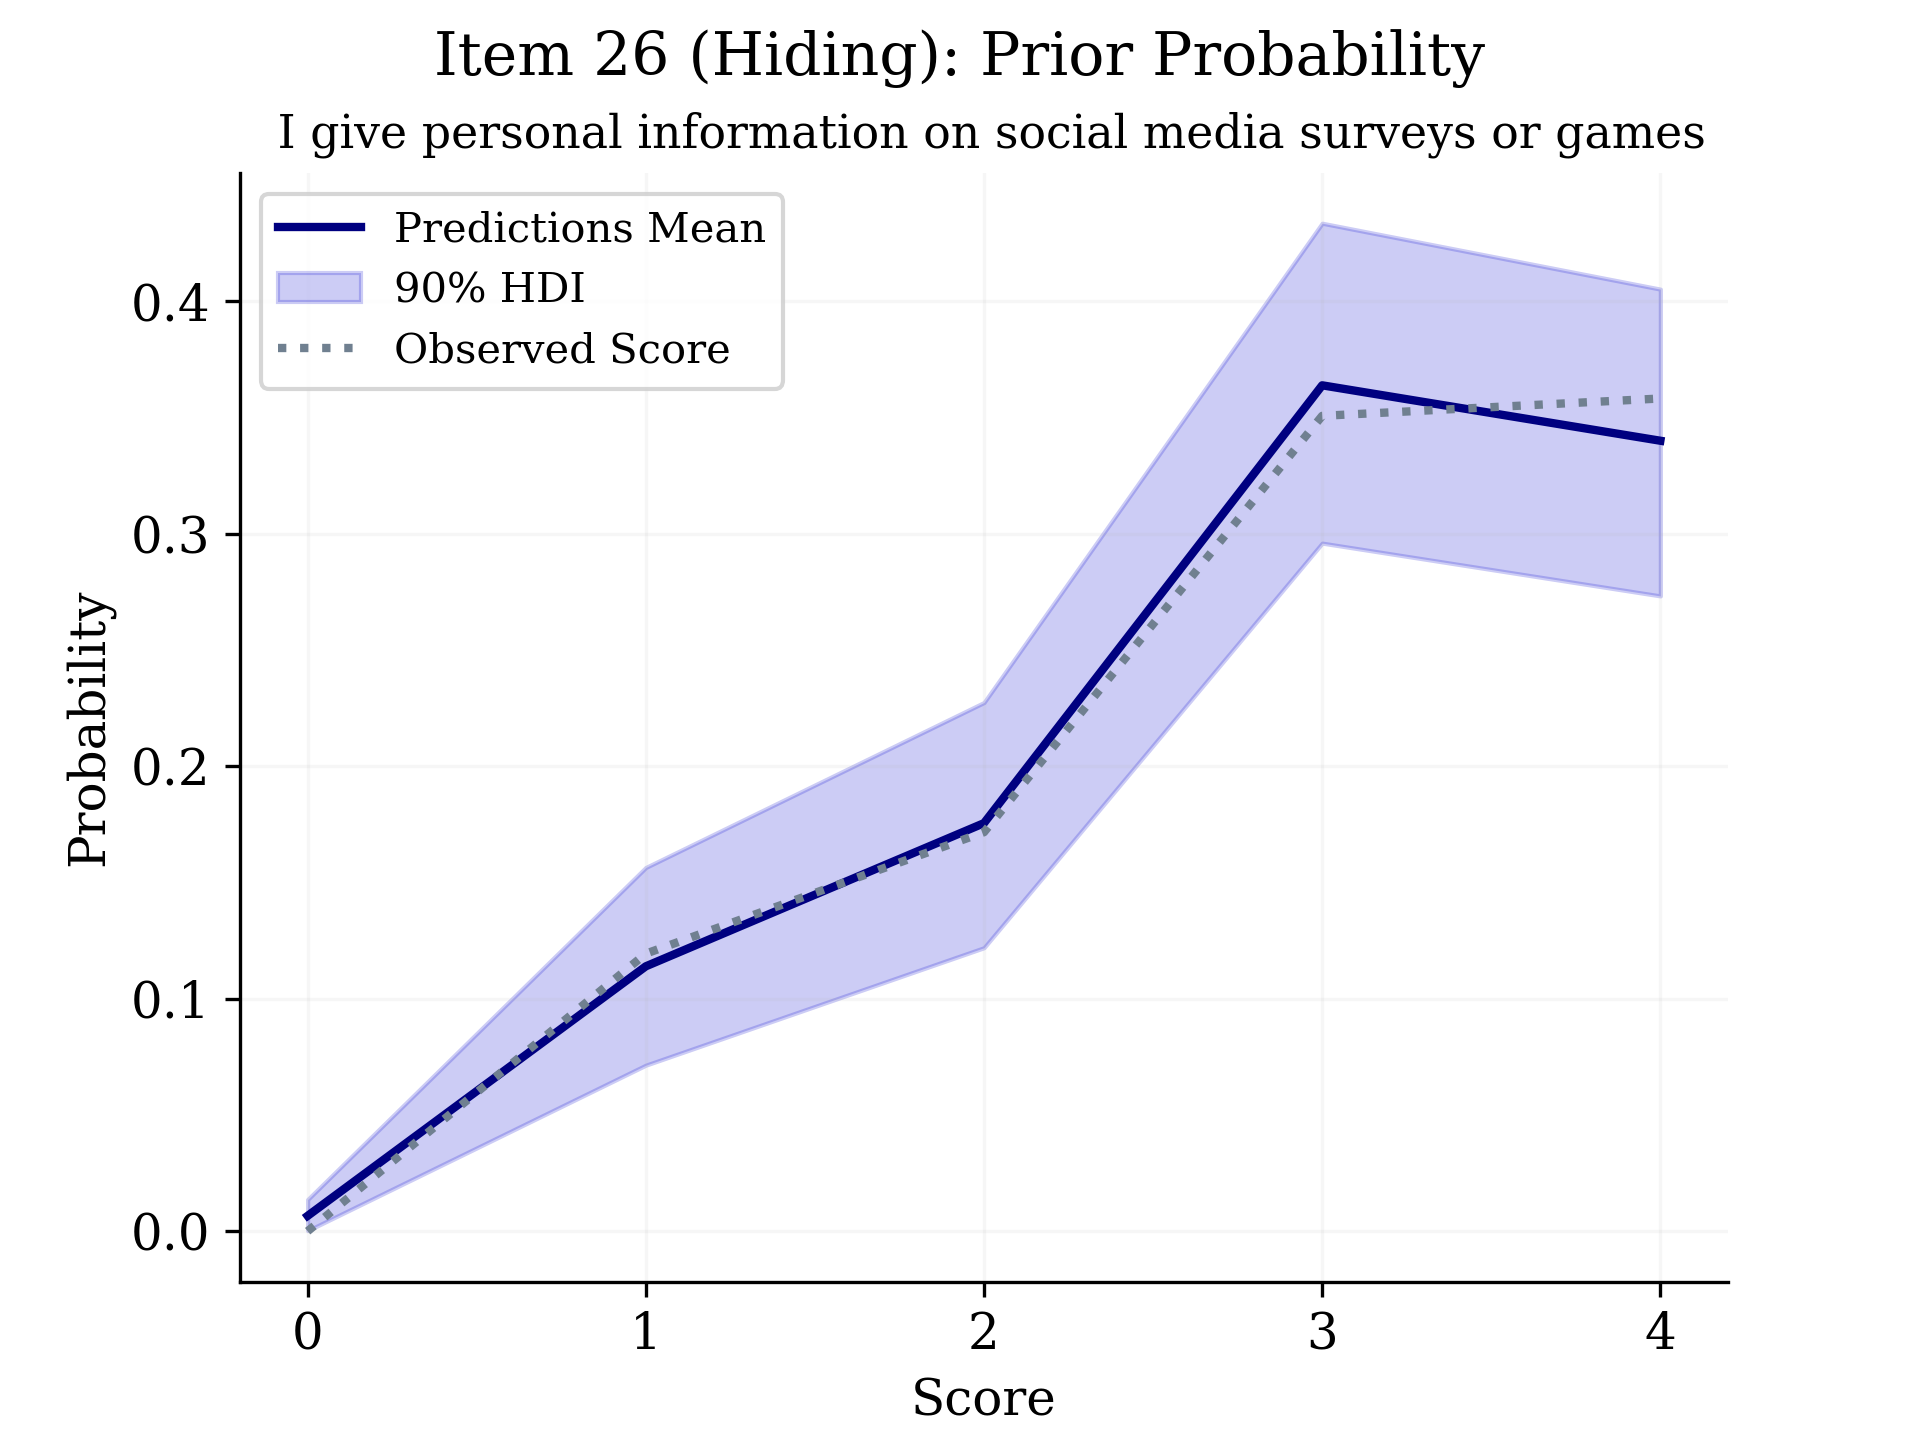 Item 26 (Hiding): Prior Probability
I give personal information on social media surveys or games
Predictions Mean
90% HDI
Observed Score
0.4
0.3
0.2
0.1
0.0
Probability
0 1 2 3 4
Score